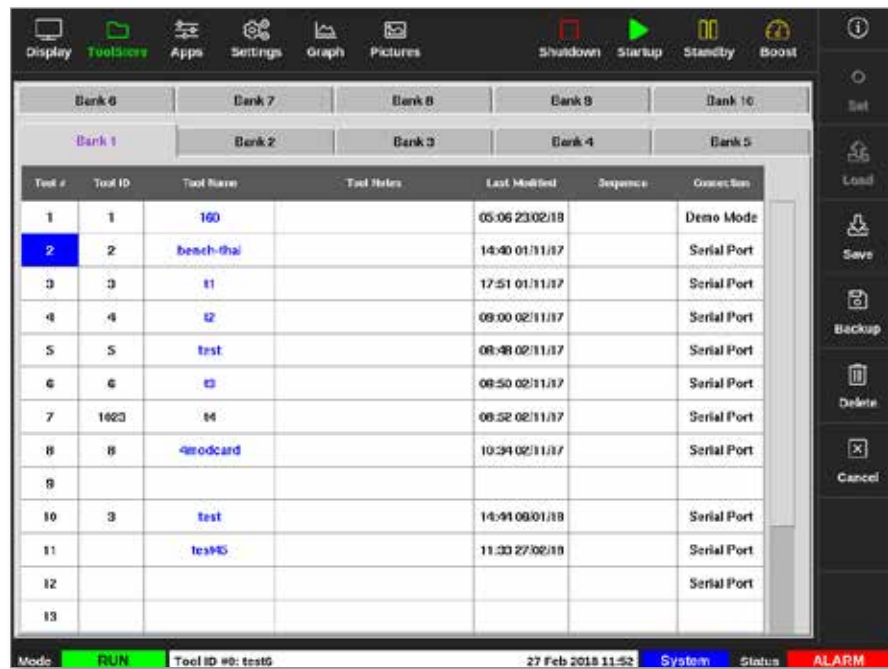 Display ToolStore Apps Settings Graph Pictures Shutdown Startup Standby Boost
Set
Load
Save
Backup
Delete
Cancel
Bank 6 Bank 7 Bank 8 Bank 9 Bank 10
Bank 1 Bank 2 Bank 3 Bank 4 Bank 5
Tool # Tool ID Tool Name Tool Notes Last Modified Sequence Connection
1 1 160 05:06 23/02/18 Demo Mode
2 2 bench-thai 14:40 01/11/17 Serial Port
3 3 t1 17:51 01/11/17 Serial Port
4 4 t2 08:00 02/11/17 Serial Port
5 5 test 08:48 02/11/17 Serial Port
6 6 t3 08:50 02/11/17 Serial Port
7 1023 t4 08:52 02/11/17 Serial Port
8 8 4modcard 10:34 02/11/17 Serial Port
9
10 3 test 14:44 Serial Port
11 test45 11:33 27/02/18 Serial Port
12 Serial Port
13
Mode RUN Tool ID #0: test6 27 Feb 2018 11:52 System Status ALARM